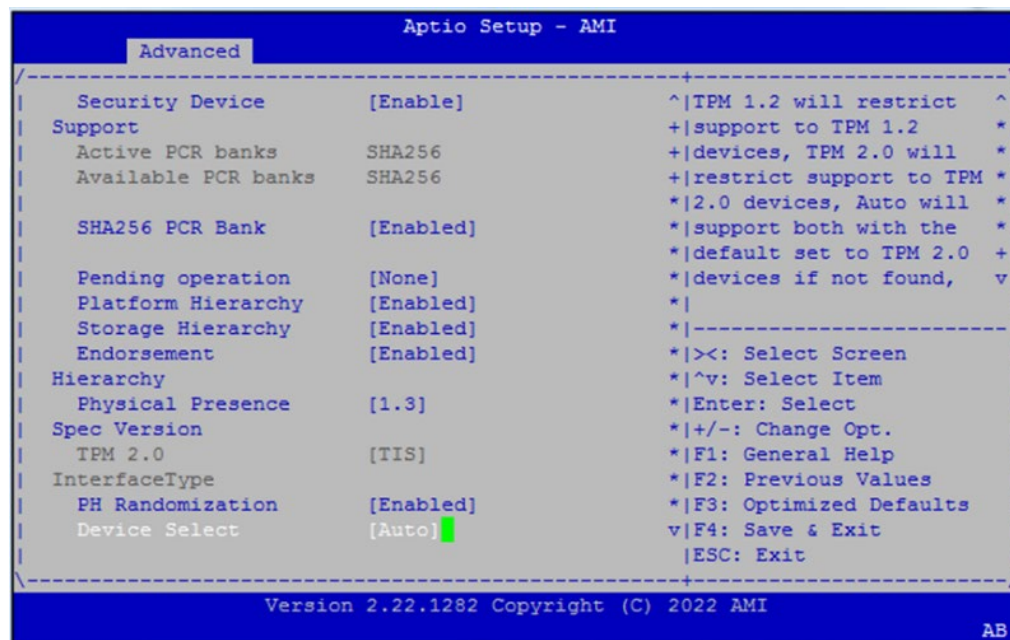 Aptio Setup - AMI
Advanced
Security Device [Enable] ^|TPM 1.2 will restrict ^
Support +|support to TPM 1.2 *
Active PCR banks SHA256 +|devices, TPM 2.0 will *
Available PCR banks SHA256 +|restrict support to TPM *
*|2.0 devices, Auto will *
SHA256 PCR Bank [Enabled] *|support both with the *
*|default set to TPM 2.0 +
Pending operation [None] *|devices if not found, v
Platform Hierarchy [Enabled] *|
Storage Hierarchy [Enabled] *|
Endorsement [Enabled] *|><: Select Screen
Hierarchy *|^v: Select Item
Physical Presence [1.3] *|Enter: Select
Spec Version *|+/-: Change Opt.
TPM 2.0 [TIS] *|F1: General Help
InterfaceType *|F2: Previous Values
PH Randomization [Enabled] *|F3: Optimized Defaults
Device Select [Auto] v|F4: Save & Exit
|ESC: Exit
Version 2.22.1282 Copyright (C) 2022 AMI
AB